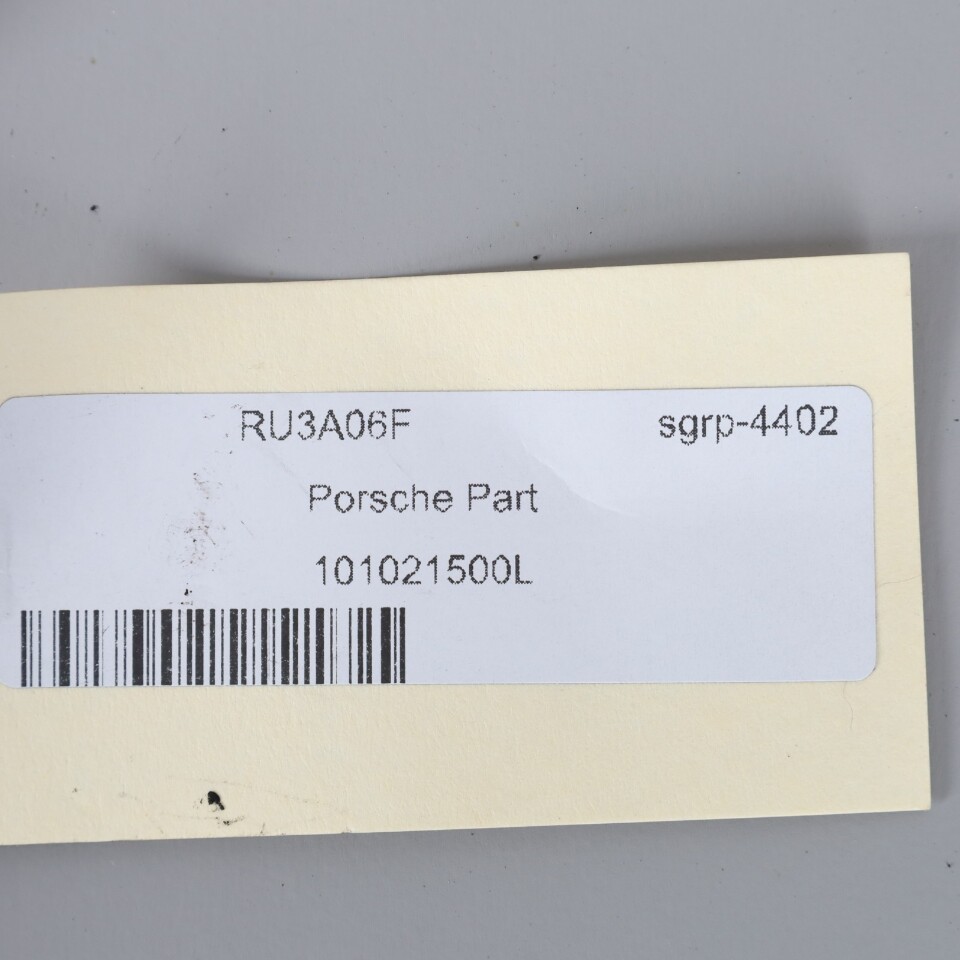 RU3A06F sgrp-4402
Porsche Part
101021500L